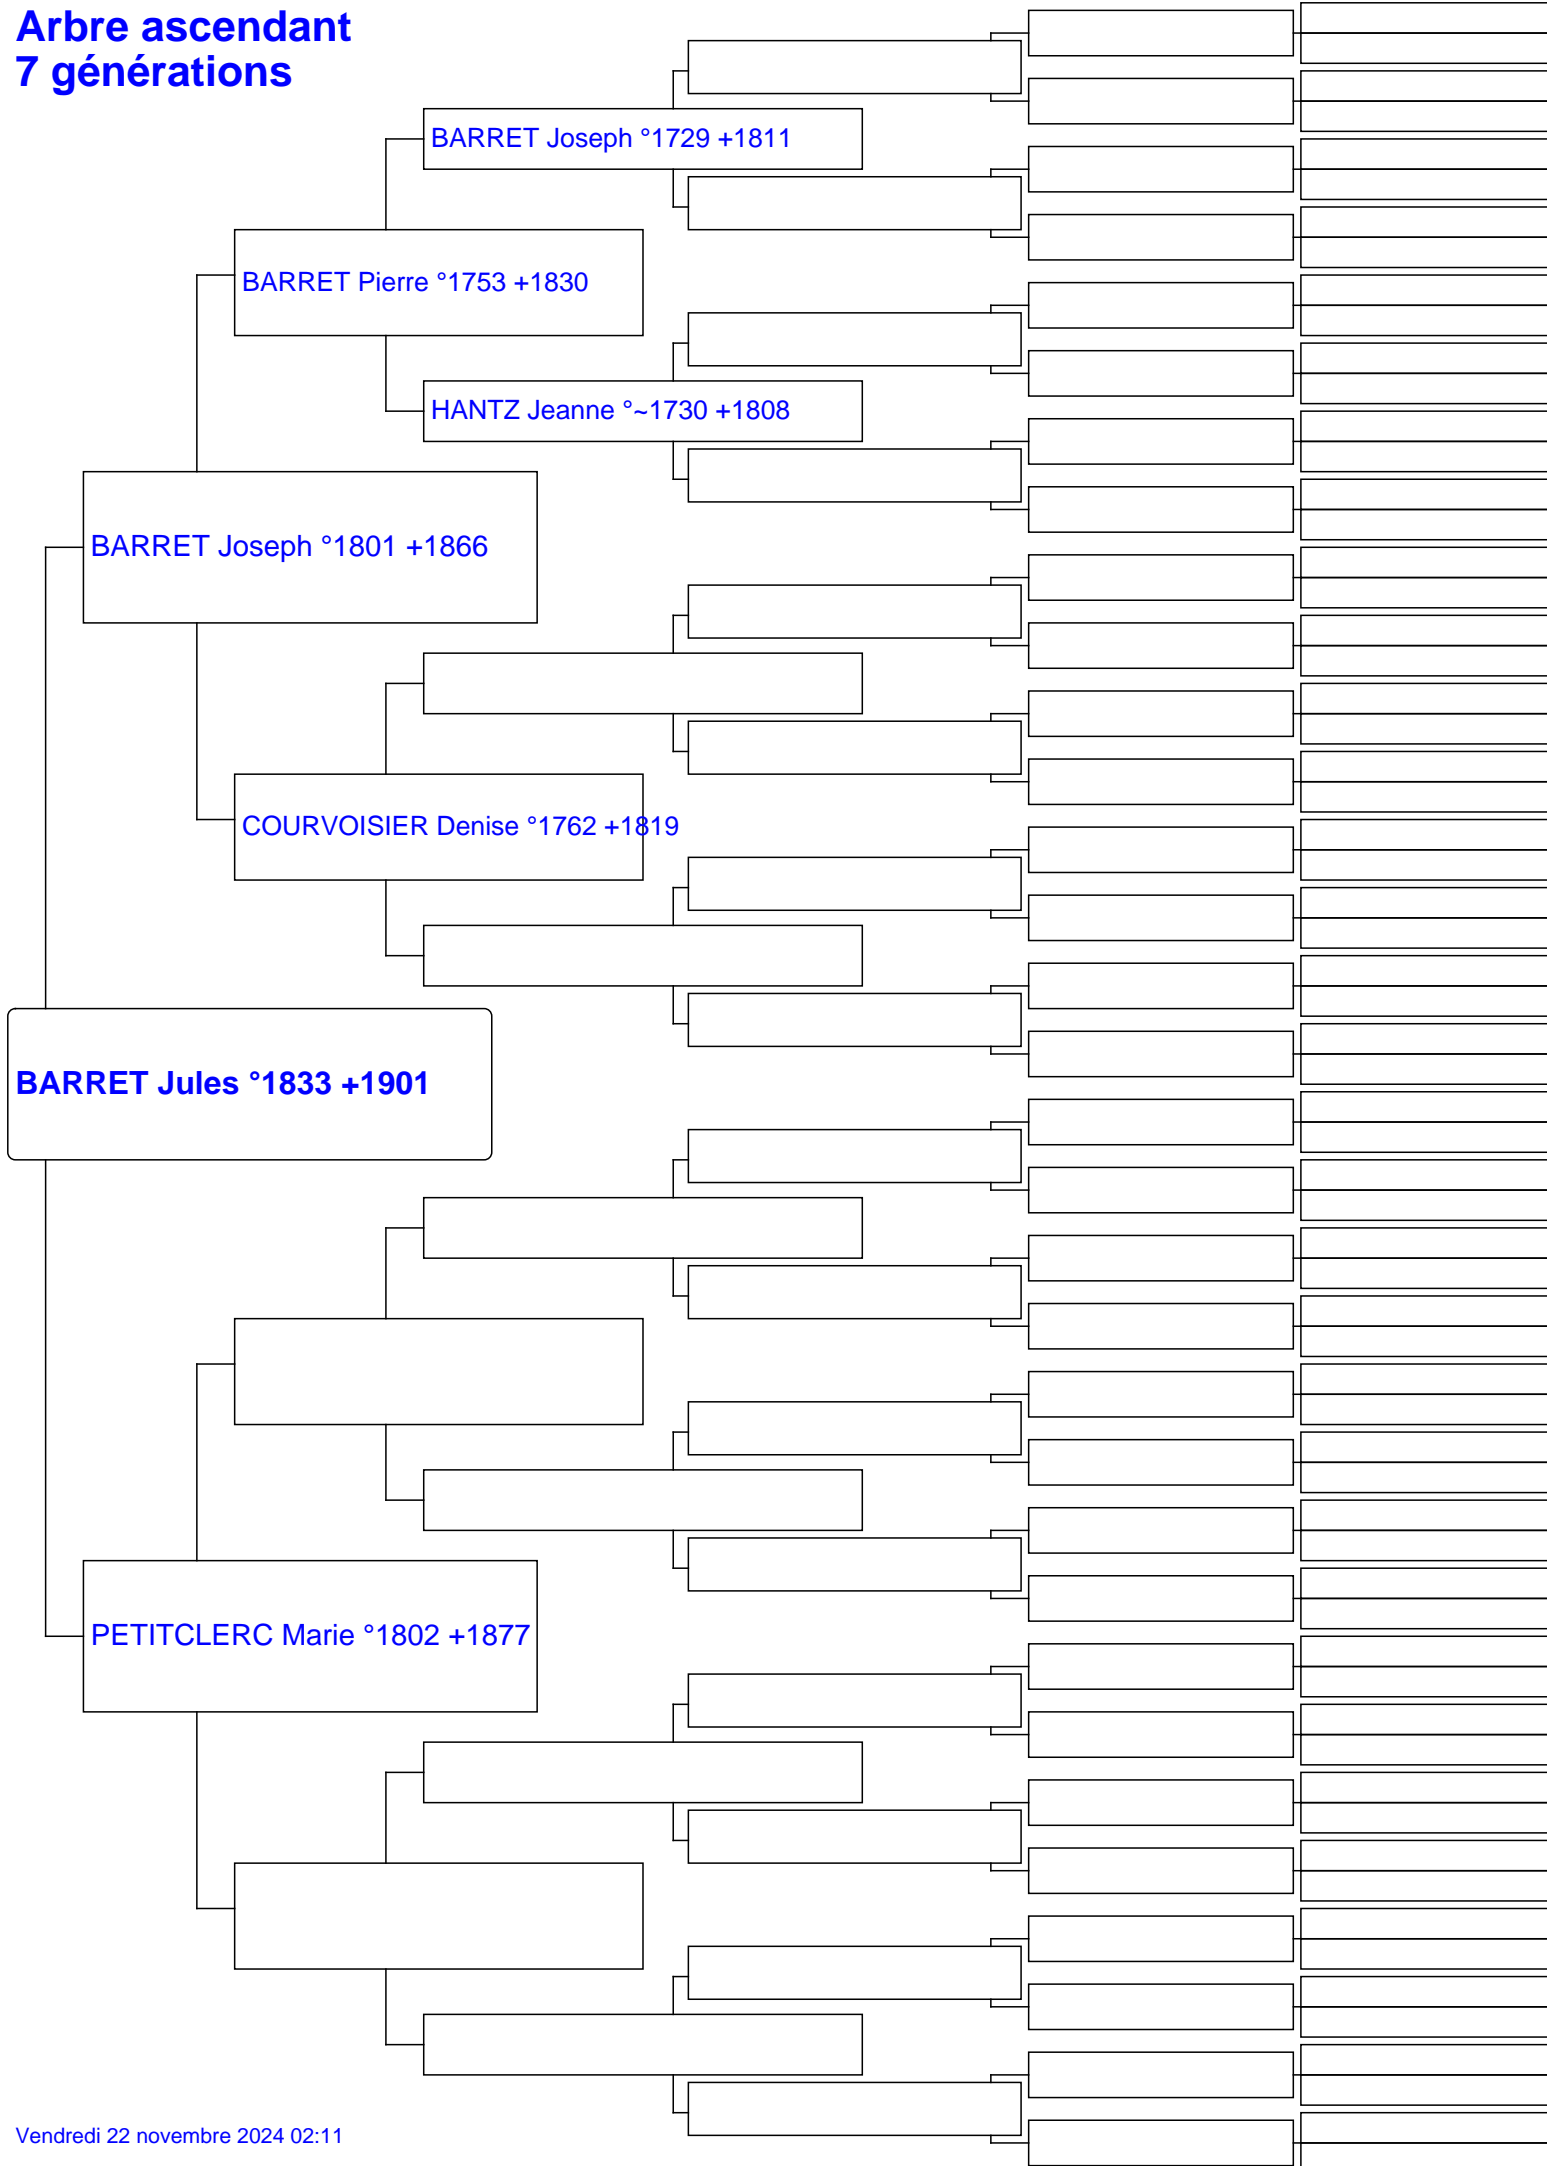 Arbre ascendant
7 générations
BARRET Joseph °1729 +1811
BARRET Pierre °1753 +1830
HANTZ Jeanne °~1730 +1808
BARRET Joseph °1801 +1866
COURVOISIER Denise °1762 +1819
BARRET Jules °1833 +1901
PETITCLERC Marie °1802 +1877
Vendredi 22 novembre 2024 02:11